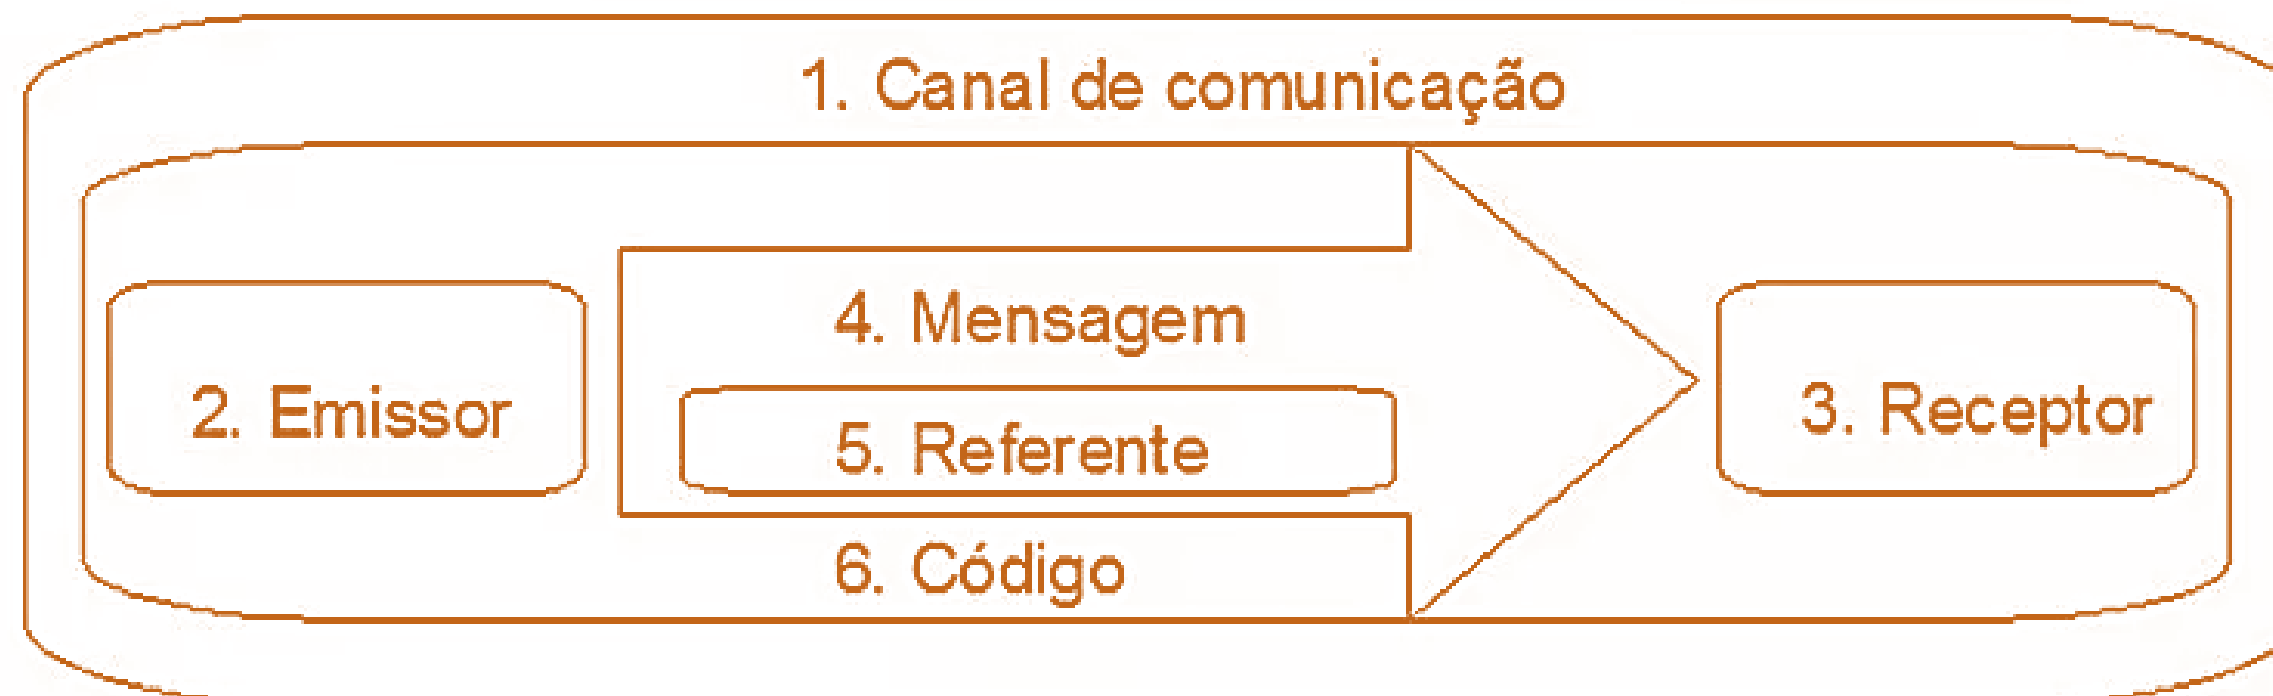 1. Canal de comunicação
4. Mensagem
2. Emissor
3. Receptor
5. Referente
6. Código